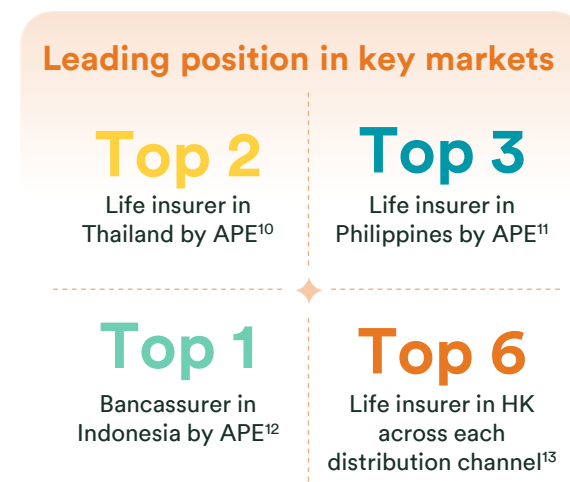 Leading position in key markets
Top 2
Life insurer in
Thailand by APE¹⁰
Top 3
Life insurer in
Philippines by APE¹¹
Top 1
Bancassurer in
Indonesia by APE¹²
Top 6
Life insurer in HK
across each
distribution channel¹³